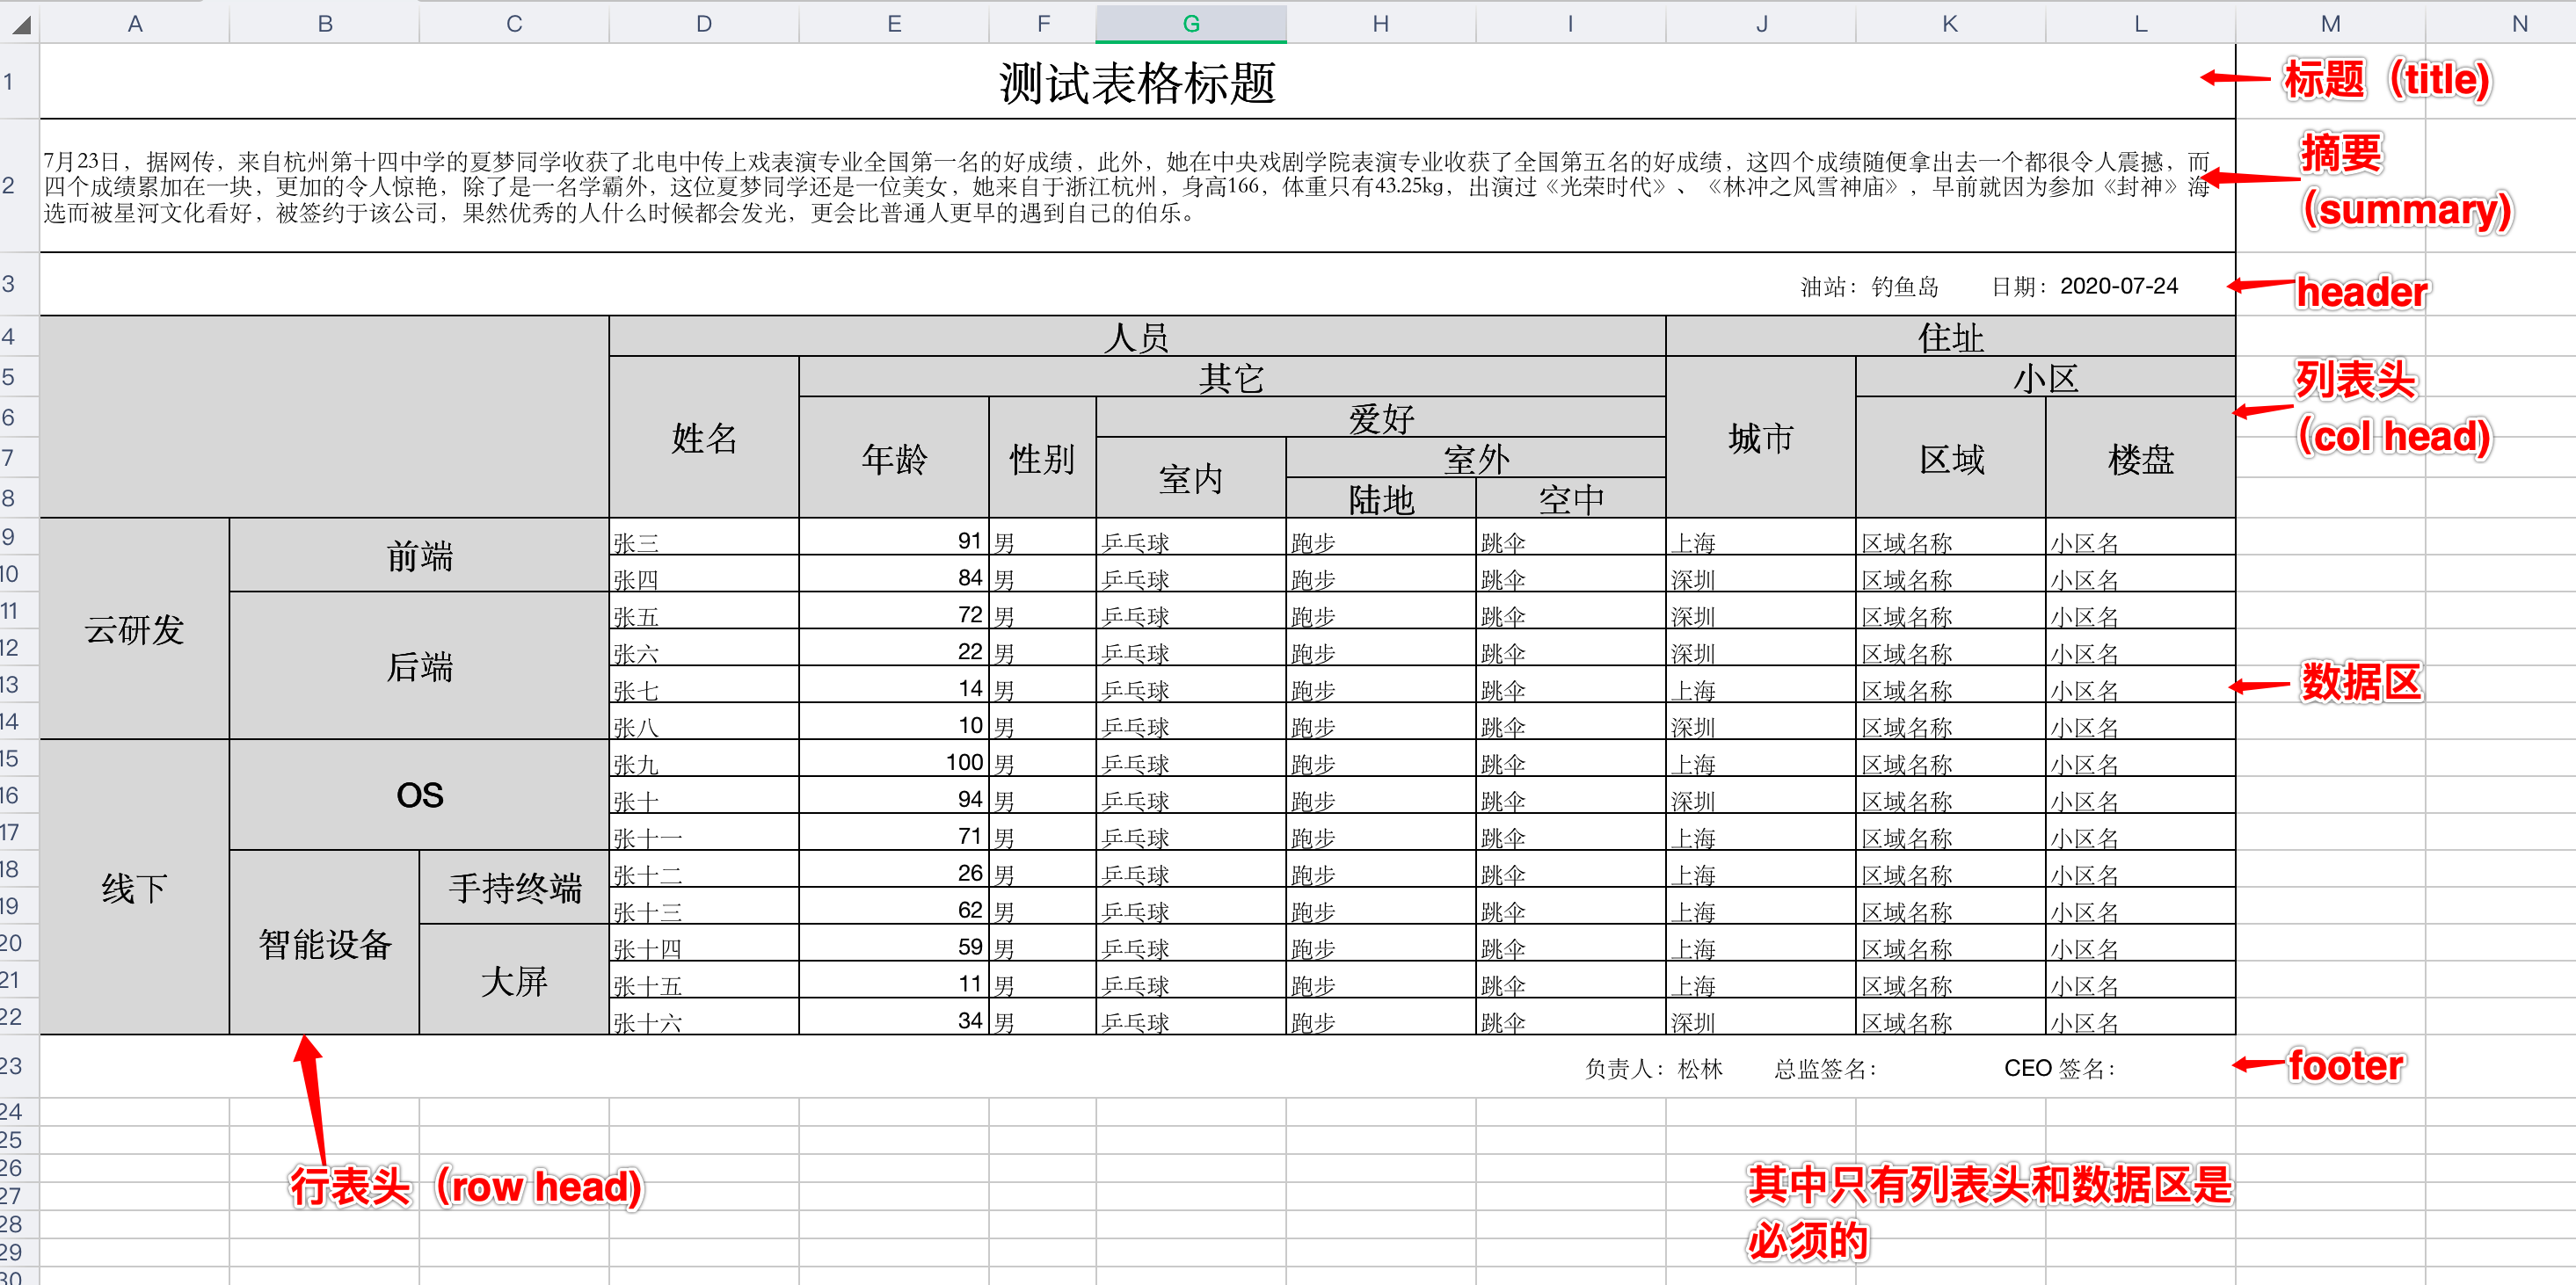 A B C D E F G H I J K L M N
1 测试表格标题 标题（title)
2 7月23日，据网传，来自杭州第十四中学的夏梦同学收获了北电中传上戏表演专业全国第一名的好成绩，此外，她在中央戏剧学院表演专业收获了全国第五名的好成绩，这四个成绩随便拿出去一个都很令人震撼，而
四个成绩累加在一块，更加的令人惊艳，除了是一名学霸外，这位夏梦同学还是一位美女，她来自于浙江杭州，身高166，体重只有43.25kg，出演过《光荣时代》、《林冲之风雪神庙》，早前就因为参加《封神》海
选而被星河文化看好，被签约于该公司，果然优秀的人什么时候都会发光，更会比普通人更早的遇到自己的伯乐。
摘要
（summary)
3 油站：钓鱼岛 日期：2020-07-24 header
4 人员 住址
5 其它 小区
列表头
（col head)
6 姓名 年龄 性别 爱好 城市 区域 楼盘
7 室内 室外
8 陆地 空中
9 云研发 前端 张三 91 男 乒乓球 跑步 跳伞 上海 区域名称 小区名
10 张四 84 男 乒乓球 跑步 跳伞 深圳 区域名称 小区名
11 后端 张五 72 男 乒乓球 跑步 跳伞 深圳 区域名称 小区名
12 张六 22 男 乒乓球 跑步 跳伞 深圳 区域名称 小区名
13 张七 14 男 乒乓球 跑步 跳伞 上海 区域名称 小区名 数据区
14 张八 10 男 乒乓球 跑步 跳伞 深圳 区域名称 小区名
15 线下 OS 张九 100 男 乒乓球 跑步 跳伞 上海 区域名称 小区名
16 张十 94 男 乒乓球 跑步 跳伞 深圳 区域名称 小区名
17 张十一 71 男 乒乓球 跑步 跳伞 上海 区域名称 小区名
18 智能设备 手持终端 张十二 26 男 乒乓球 跑步 跳伞 上海 区域名称 小区名
19 张十三 62 男 乒乓球 跑步 跳伞 上海 区域名称 小区名
20 大屏 张十四 59 男 乒乓球 跑步 跳伞 上海 区域名称 小区名
21 张十五 11 男 乒乓球 跑步 跳伞 上海 区域名称 小区名
22 张十六 34 男 乒乓球 跑步 跳伞 深圳 区域名称 小区名
23 负责人：松林 总监签名： CEO 签名： footer
24
25
26
27
28
29
30
行表头（row head)
其中只有列表头和数据区是
必须的